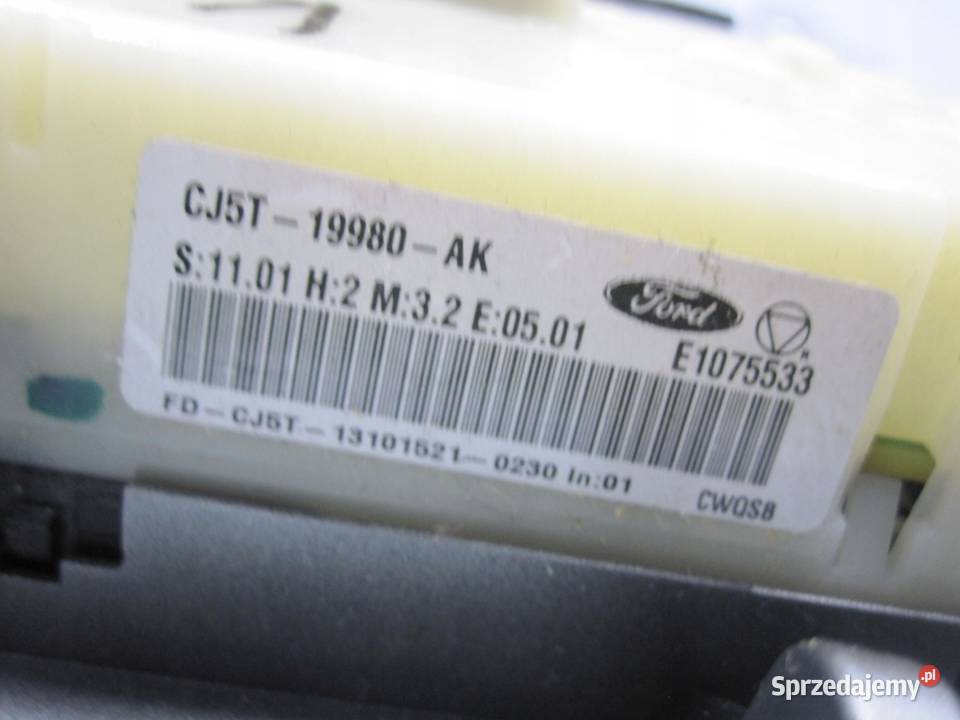 CJ5T-19980-AK
S:11.01 H:2 M:3.2 E:05.01
Ford
E1075533
FD-CJ5T-13101521-0230 In:01
CWQSB
Sprzedajemy.pl